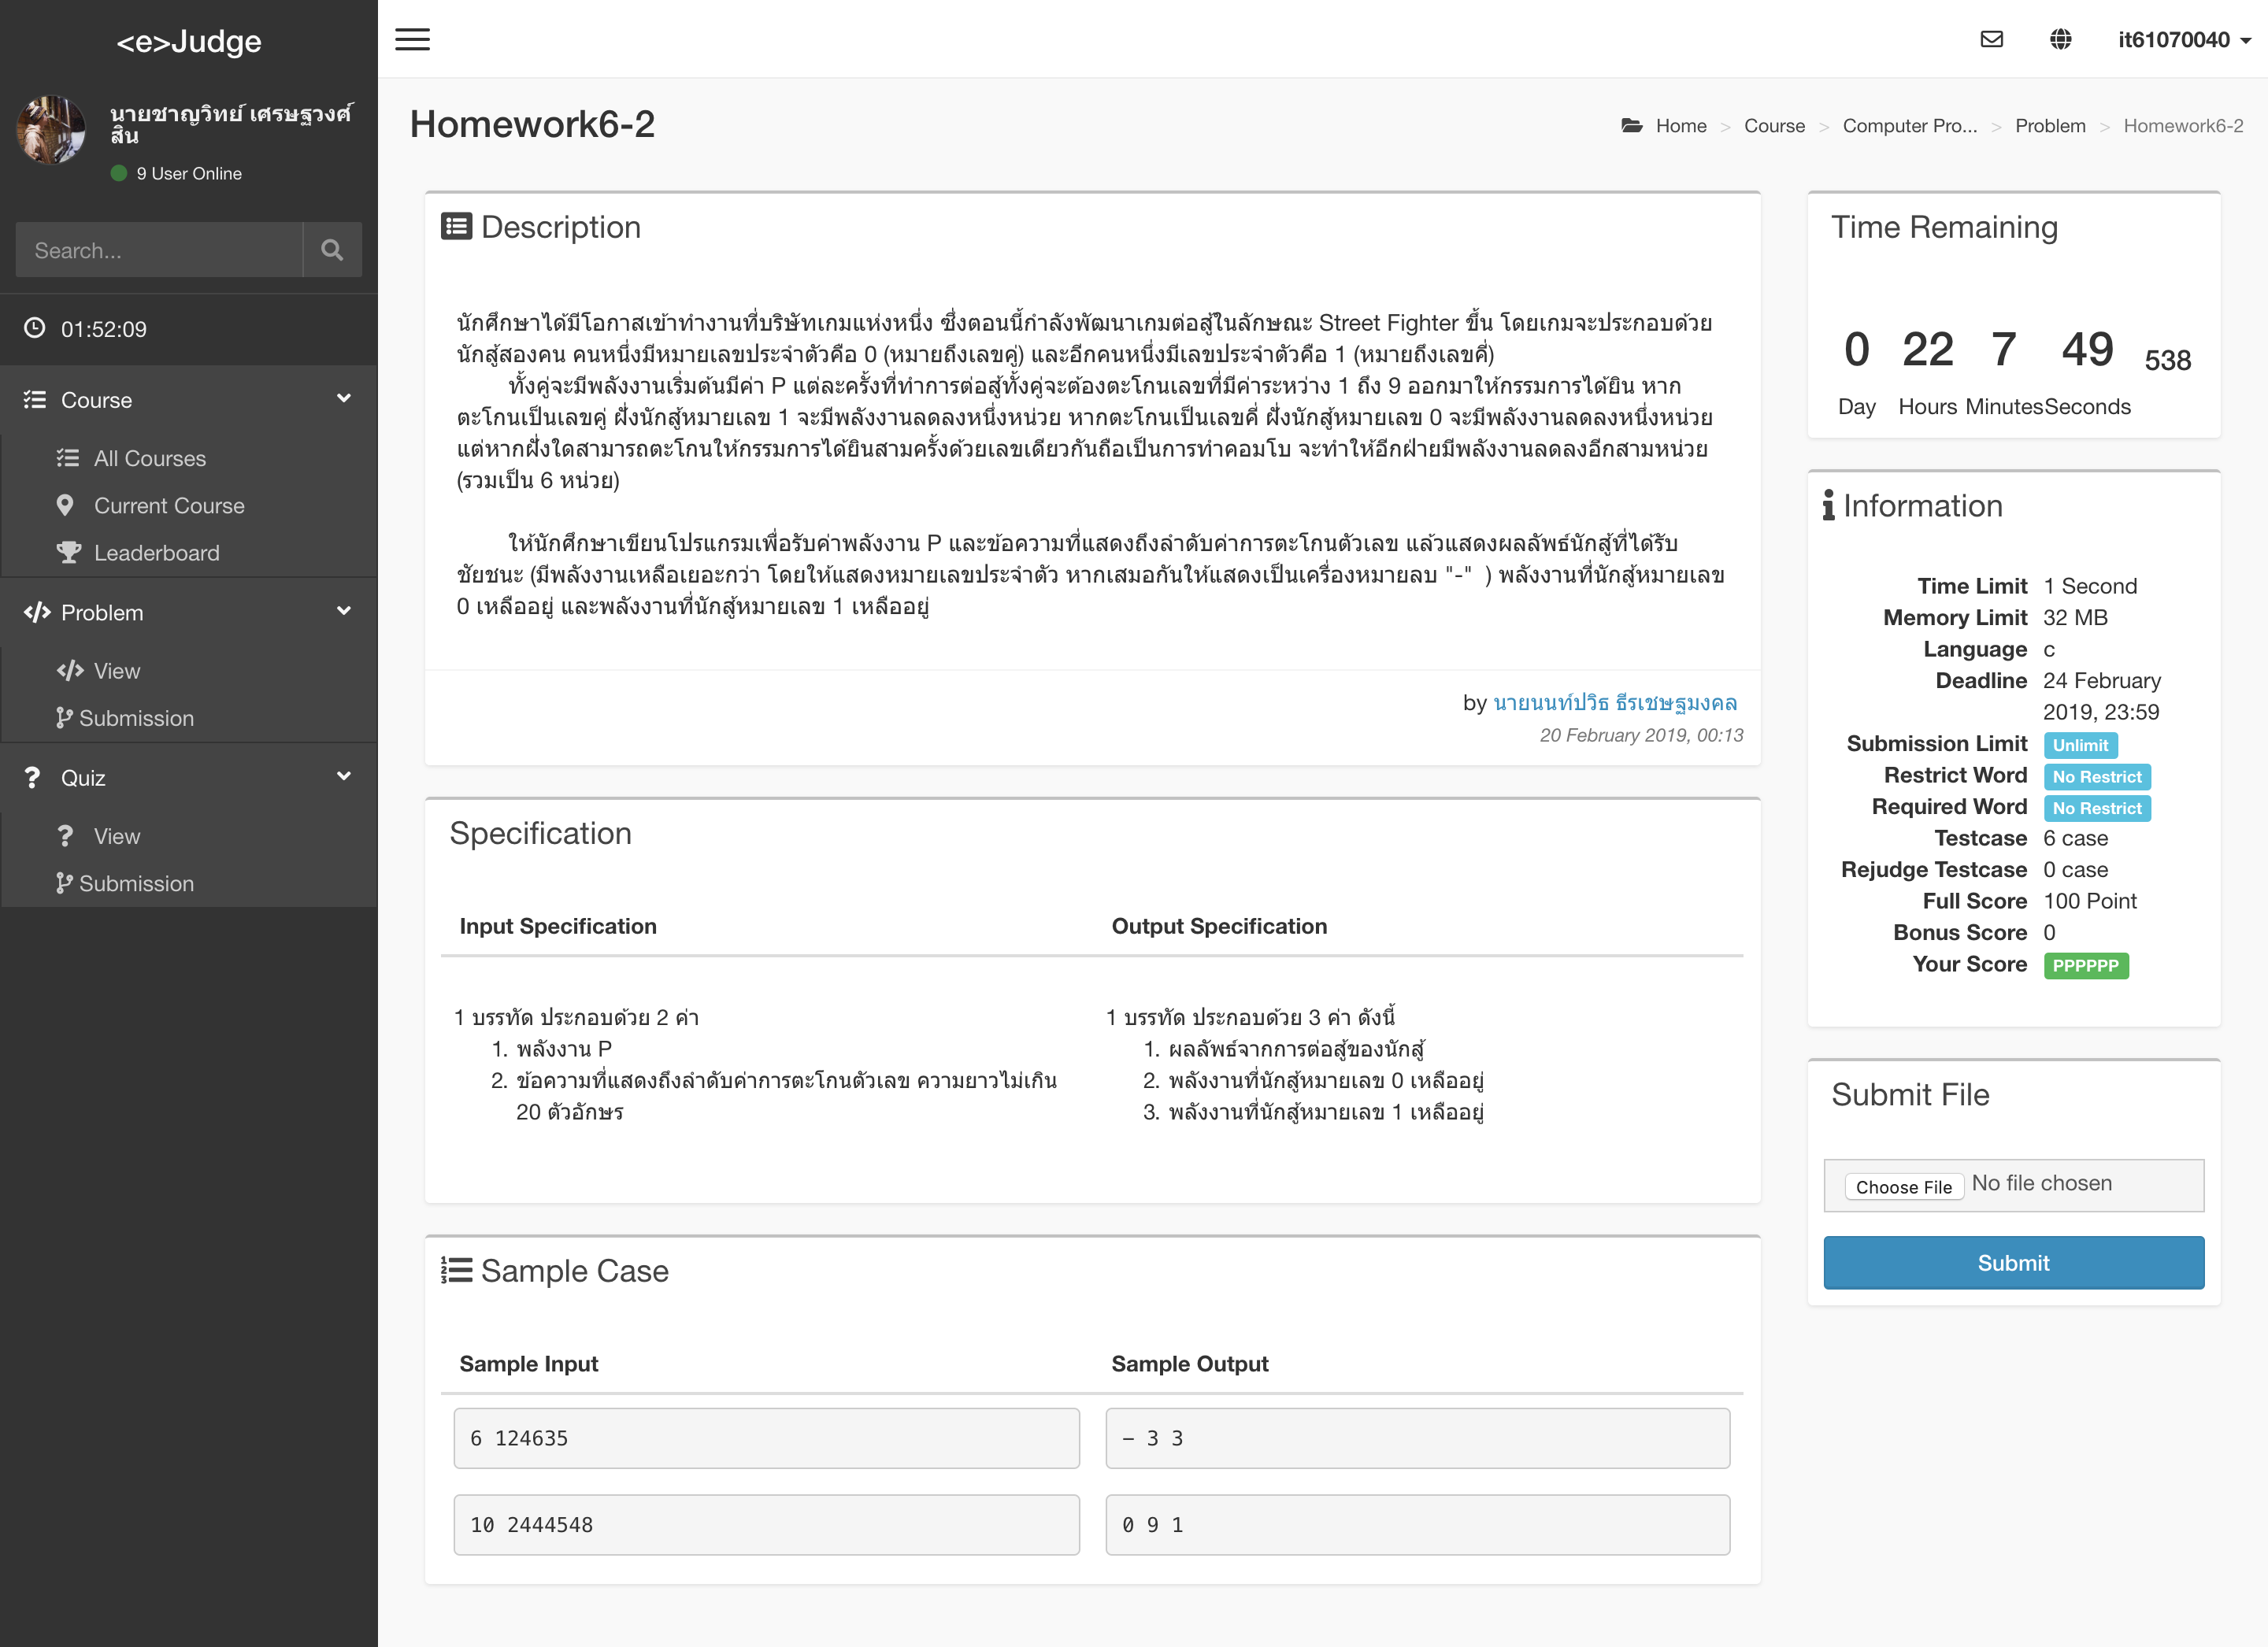 <e>Judge
นายชาญวิทย์ เศรษฐวงศ์
สิน
9 User Online
Search...
01:52:09
Course
All Courses
Current Course
Leaderboard
Problem
View
Submission
Quiz
View
Submission
it61070040
Homework6-2
Home > Course > Computer Pro... > Problem > Homework6-2
Description
นักศึกษาได้มีโอกาสเข้าทำงานที่บริษัทเกมแห่งหนึ่ง ซึ่งตอนนี้กำลังพัฒนาเกมต่อสู้ในลักษณะ Street Fighter ขึ้น โดยเกมจะประกอบด้วย
นักสู้สองคน คนหนึ่งมีหมายเลขประจำตัวคือ 0 (หมายถึงเลขคู่) และอีกคนหนึ่งมีเลขประจำตัวคือ 1 (หมายถึงเลขคี่)
ทั้งคู่จะมีพลังงานเริ่มต้นมีค่า P แต่ละครั้งที่ทำการต่อสู้ทั้งคู่จะต้องตะโกนเลขที่มีค่าระหว่าง 1 ถึง 9 ออกมาให้กรรมการได้ยิน หาก
ตะโกนเป็นเลขคู่ ฝั่งนักสู้หมายเลข 1 จะมีพลังงานลดลงหนึ่งหน่วย หากตะโกนเป็นเลขคี่ ฝั่งนักสู้หมายเลข 0 จะมีพลังงานลดลงหนึ่งหน่วย
แต่หากฝั่งใดสามารถตะโกนให้กรรมการได้ยินสามครั้งด้วยเลขเดียวกันถือเป็นการทำคอมโบ จะทำให้อีกฝ่ายมีพลังงานลดลงอีกสามหน่วย
(รวมเป็น 6 หน่วย)
ให้นักศึกษาเขียนโปรแกรมเพื่อรับค่าพลังงาน P และข้อความที่แสดงถึงลำดับค่าการตะโกนตัวเลข แล้วแสดงผลลัพธ์นักสู้ที่ได้รับ
ชัยชนะ (มีพลังงานเหลือเยอะกว่า โดยให้แสดงหมายเลขประจำตัว หากเสมอกันให้แสดงเป็นเครื่องหมายลบ "-" ) พลังงานที่นักสู้หมายเลข
0 เหลืออยู่ และพลังงานที่นักสู้หมายเลข 1 เหลืออยู่
by นายนนท์ปวิธ ธีรเชษฐมงคล
20 February 2019, 00:13
Specification
Input Specification
1 บรรทัด ประกอบด้วย 2 ค่า
1. พลังงาน P
2. ข้อความที่แสดงถึงลำดับค่าการตะโกนตัวเลข ความยาวไม่เกิน
20 ตัวอักษร
Output Specification
1 บรรทัด ประกอบด้วย 3 ค่า ดังนี้
1. ผลลัพธ์จากการต่อสู้ของนักสู้
2. พลังงานที่นักสู้หมายเลข 0 เหลืออยู่
3. พลังงานที่นักสู้หมายเลข 1 เหลืออยู่
Sample Case
Sample Input
Sample Output
6 124635
– 3 3
10 2444548
0 9 1
Time Remaining
0 22 7 49 538
Day Hours Minutes Seconds
Information
Time Limit 1 Second
Memory Limit 32 MB
Language c
Deadline 24 February
2019, 23:59
Submission Limit Unlimit
Restrict Word No Restrict
Required Word No Restrict
Testcase 6 case
Rejudge Testcase 0 case
Full Score 100 Point
Bonus Score 0
Your Score PPPPPP
Submit File
Choose File No file chosen
Submit